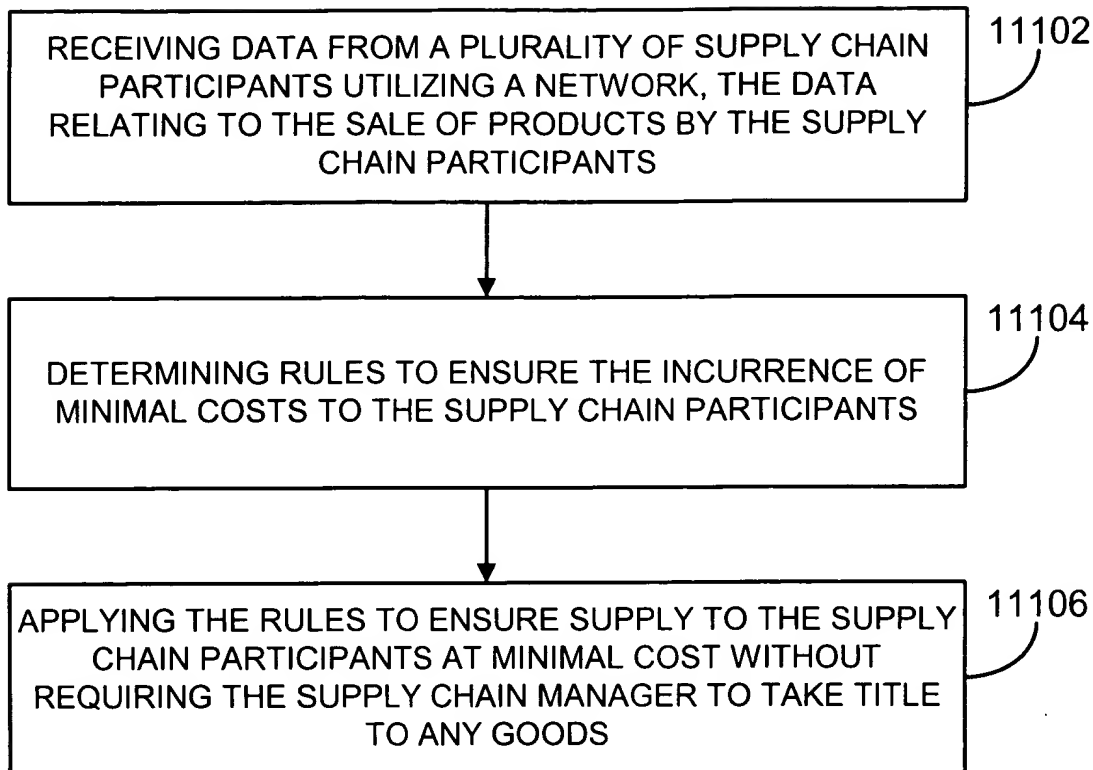 RECEIVING DATA FROM A PLURALITY OF SUPPLY CHAIN
PARTICIPANTS UTILIZING A NETWORK, THE DATA
RELATING TO THE SALE OF PRODUCTS BY THE SUPPLY
CHAIN PARTICIPANTS
11102
DETERMINING RULES TO ENSURE THE INCURRENCE OF
MINIMAL COSTS TO THE SUPPLY CHAIN PARTICIPANTS
11104
APPLYING THE RULES TO ENSURE SUPPLY TO THE SUPPLY
CHAIN PARTICIPANTS AT MINIMAL COST WITHOUT
REQUIRING THE SUPPLY CHAIN MANAGER TO TAKE TITLE
TO ANY GOODS
11106